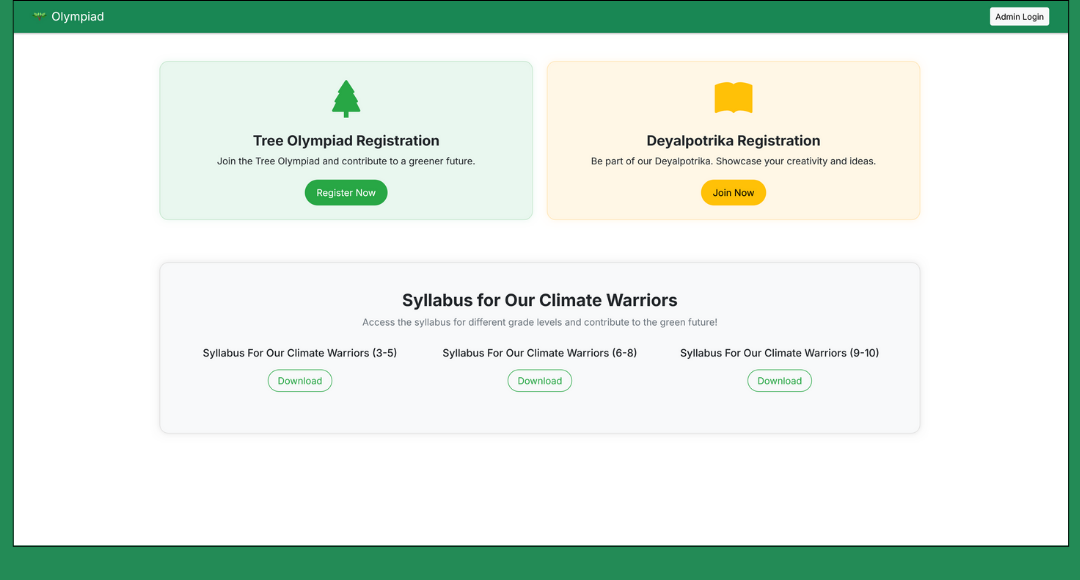 Olympiad
Admin Login
Tree Olympiad Registration
Join the Tree Olympiad and contribute to a greener future.
Register Now
Deyalpotrika Registration
Be part of our Deyalpotrika. Showcase your creativity and ideas.
Join Now
Syllabus for Our Climate Warriors
Access the syllabus for different grade levels and contribute to the green future!
Syllabus For Our Climate Warriors (3-5)
Download
Syllabus For Our Climate Warriors (6-8)
Download
Syllabus For Our Climate Warriors (9-10)
Download